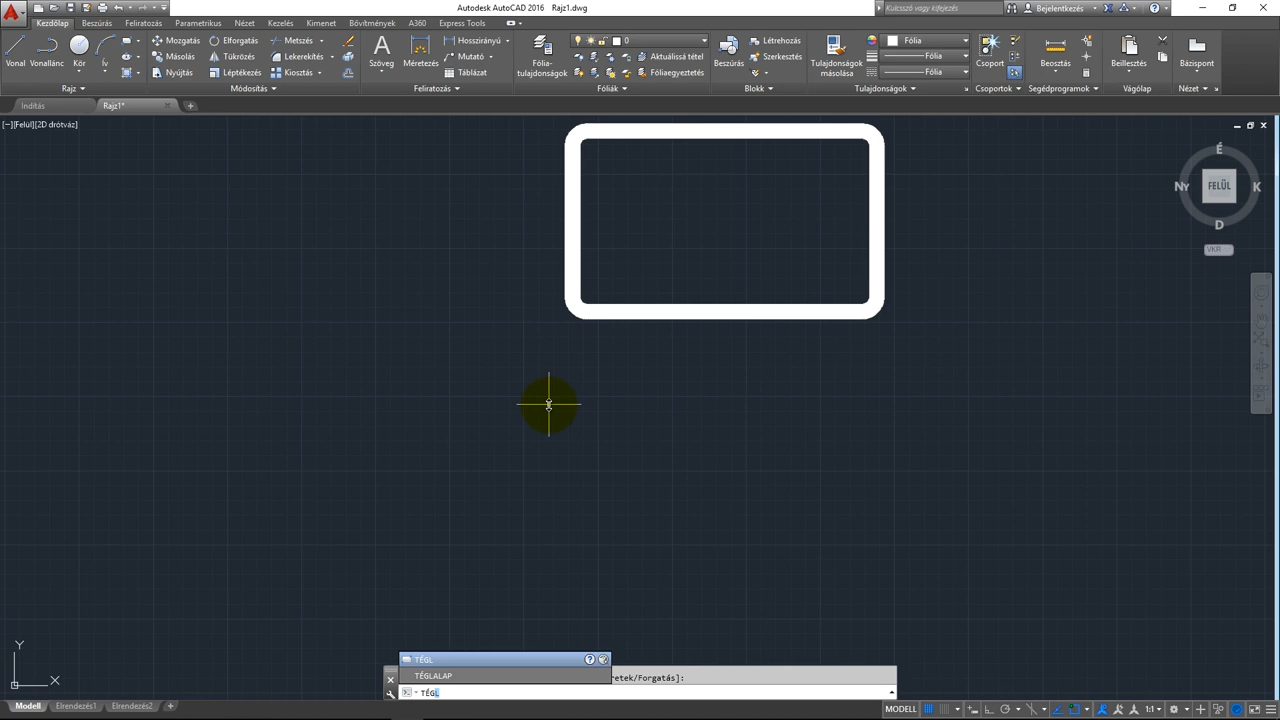 Autodesk AutoCAD 2016 Rajz1.dwg
Kulcsszó vagy kifejezés
Bejelentkezés
Kezdőlap Beszúrás Feliratozás Parametrikus Nézet Kezelés Kimenet Bővítmények A360 Express Tools
Mozgatás Elforgatás Metszés Hosszirányú 0 Létrehozás Fólia
Vonal Vonallánc Kör Ív Másolás Tükrözés Lekerekítés Szöveg Méretezés Mutató Fólia-tulajdonságok Aktuálissá tétel Beszúrás Szerkesztés Tulajdonságok másolása Fólia Csoport Beosztás Beillesztés Bázispont
Nyújtás Léptékezés Kiosztás Táblázat Fóliaegyeztetés Fólia
Rajz Módosítás Feliratozás Fóliák Blokk Tulajdonságok Csoportok Segédprogramok Vágólap Nézet
Indítás Rajz1*
[−][Felül][2D drótváz]
É
NY FELÜL K
D
VKR
Y
X
TÉGL
TÉGLALAP
retek/Forgatás]:
TÉGL
Modell Elrendezés1 Elrendezés2 MODELL 1:1